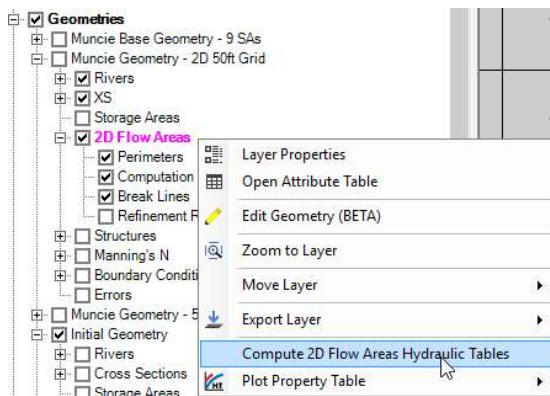 Geometries
Muncie Base Geometry - 9 SAs
Muncie Geometry - 2D 50ft Grid
Rivers
XS
Storage Areas
2D Flow Areas
Perimeters
Computation
Break Lines
Refinement R
Structures
Manning's N
Boundary Conditi
Errors
Muncie Geometry - 5
Initial Geometry
Rivers
Cross Sections
Storage Areas
Layer Properties
Open Attribute Table
Edit Geometry (BETA)
Zoom to Layer
Move Layer
Export Layer
Compute 2D Flow Areas Hydraulic Tables
HT Plot Property Table